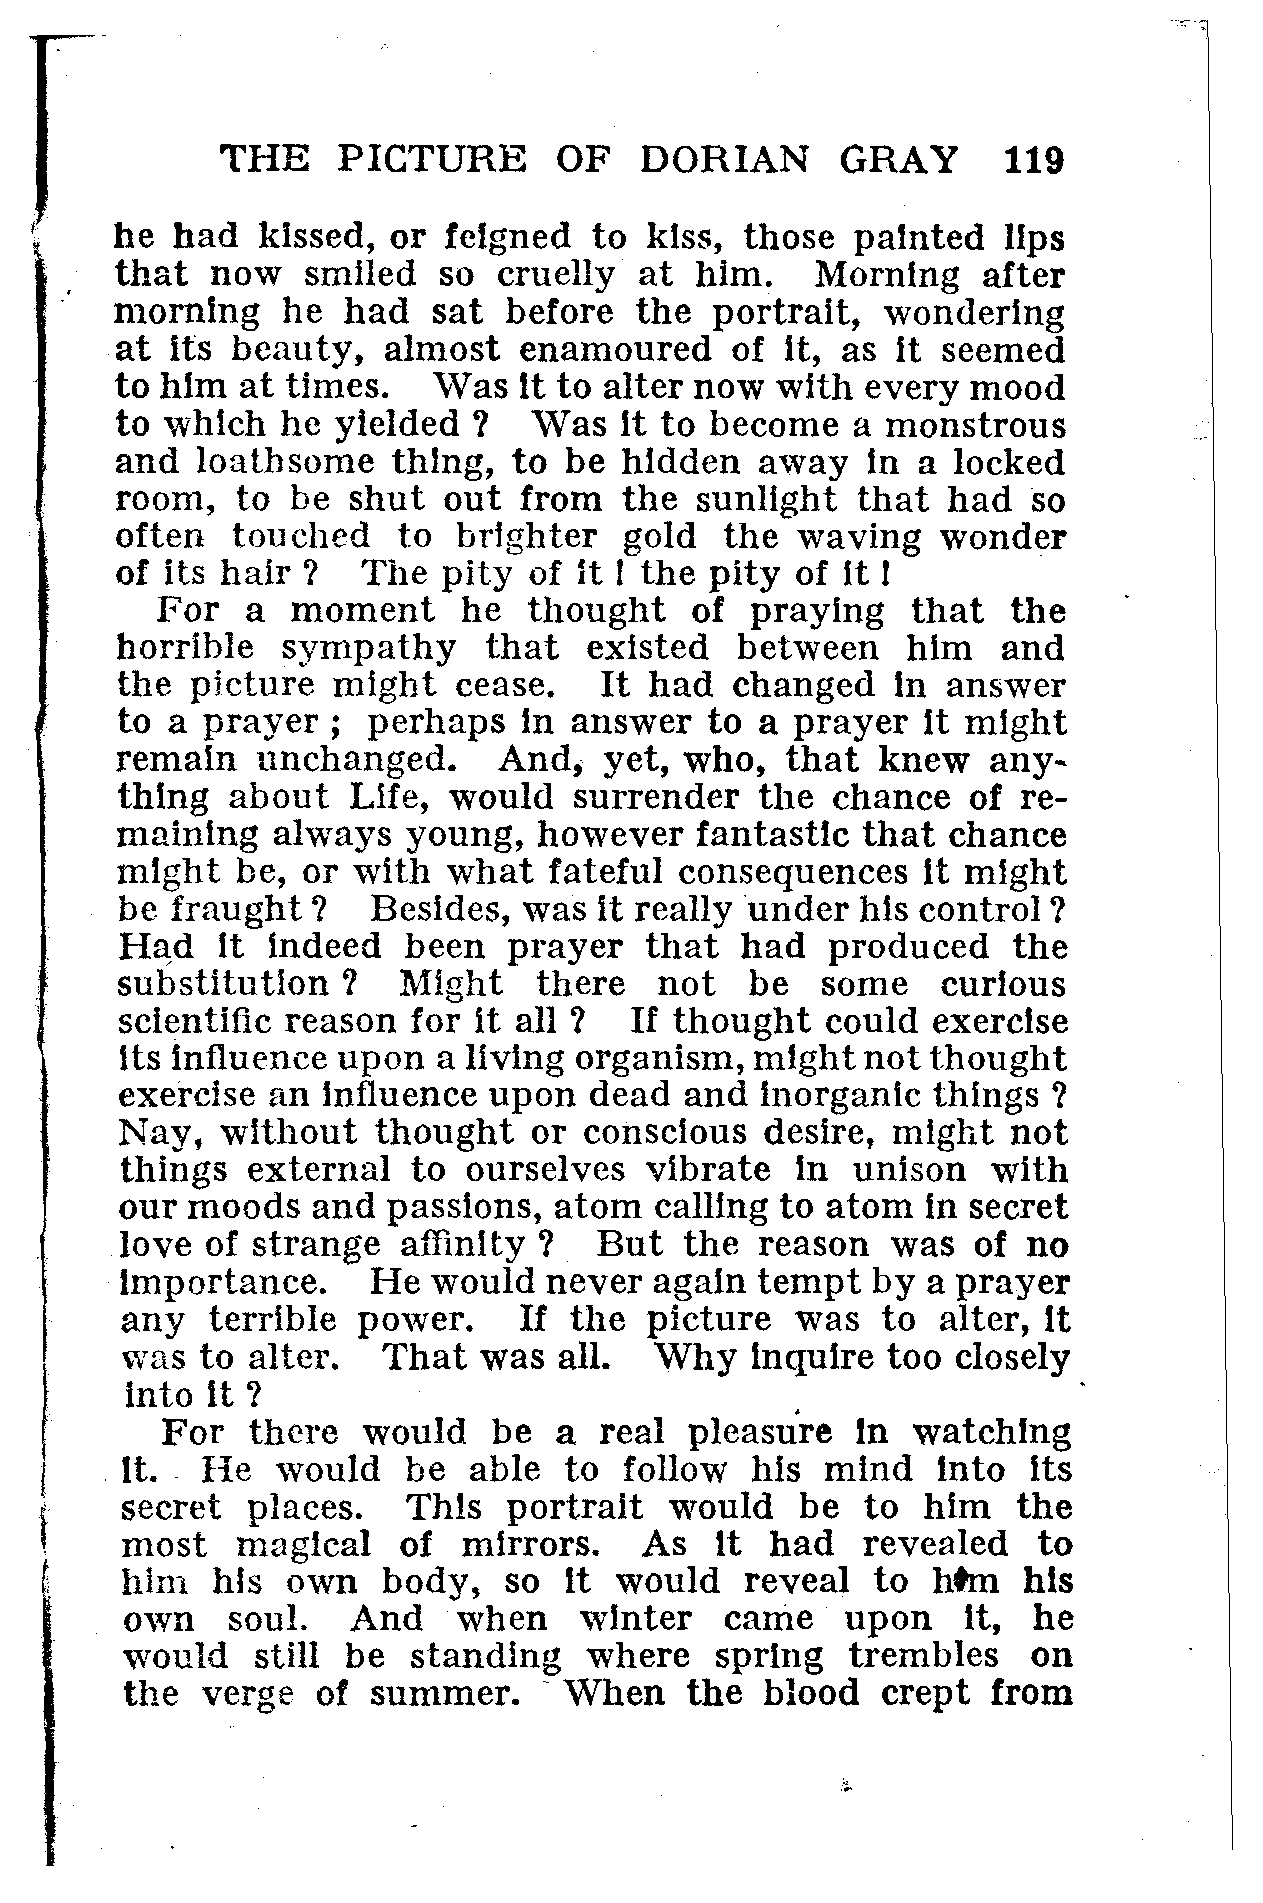 THE PICTURE OF DORIAN GRAY 119
he had kissed, or feigned to kiss, those painted lips
that now smiled so cruelly at him. Morning after
morning he had sat before the portrait, wondering
at its beauty, almost enamoured of it, as it seemed
to him at times. Was it to alter now with every mood
to which he yielded ? Was it to become a monstrous
and loathsome thing, to be hidden away in a locked
room, to be shut out from the sunlight that had so
often touched to brighter gold the waving wonder
of its hair ? The pity of it ! the pity of it !
For a moment he thought of praying that the
horrible sympathy that existed between him and
the picture might cease. It had changed in answer
to a prayer ; perhaps in answer to a prayer it might
remain unchanged. And, yet, who, that knew any-
thing about Life, would surrender the chance of re-
maining always young, however fantastic that chance
might be, or with what fateful consequences it might
be fraught ? Besides, was it really under his control ?
Had it indeed been prayer that had produced the
substitution ? Might there not be some curious
scientific reason for it all ? If thought could exercise
its influence upon a living organism, might not thought
exercise an influence upon dead and inorganic things ?
Nay, without thought or conscious desire, might not
things external to ourselves vibrate in unison with
our moods and passions, atom calling to atom in secret
love of strange affinity ? But the reason was of no
importance. He would never again tempt by a prayer
any terrible power. If the picture was to alter, it
was to alter. That was all. Why inquire too closely
into it ?
For there would be a real pleasure in watching
it. He would be able to follow his mind into its
secret places. This portrait would be to him the
most magical of mirrors. As it had revealed to
him his own body, so it would reveal to him his
own soul. And when winter came upon it, he
would still be standing where spring trembles on
the verge of summer. When the blood crept from